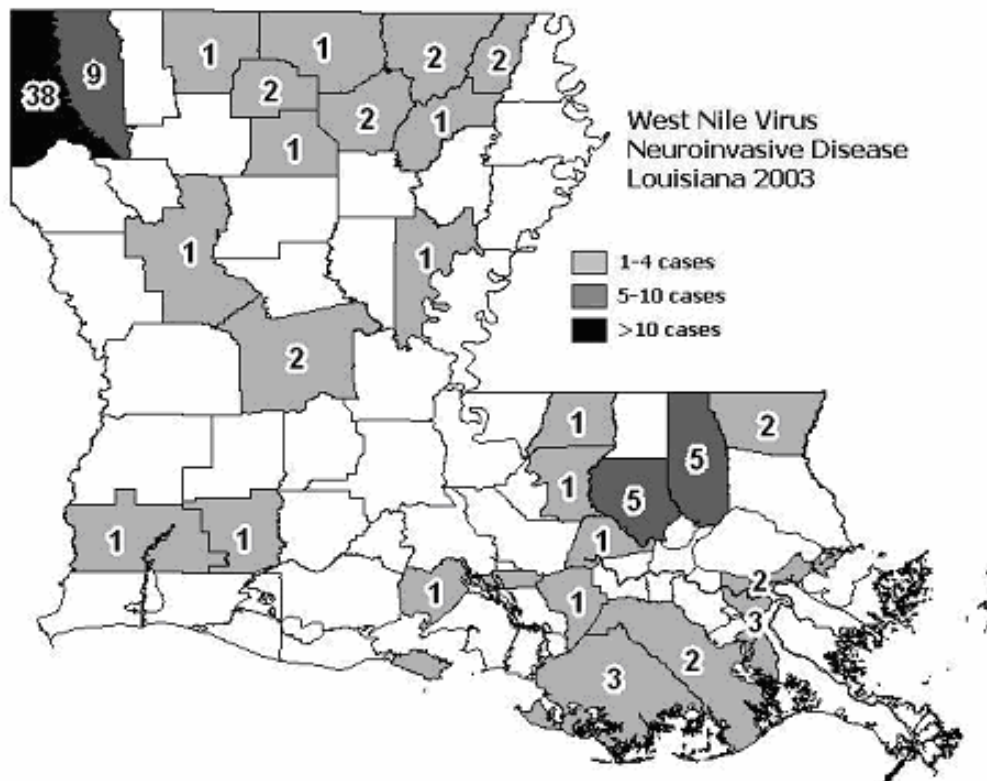 1 1 2 2
38 9 2
2 1
1
West Nile Virus
Neuroinvasive Disease
Louisiana 2003
1 1
1-4 cases
5-10 cases
>10 cases
2
1 2
5
1 5
1 1 1
2
1 1
3
3 2